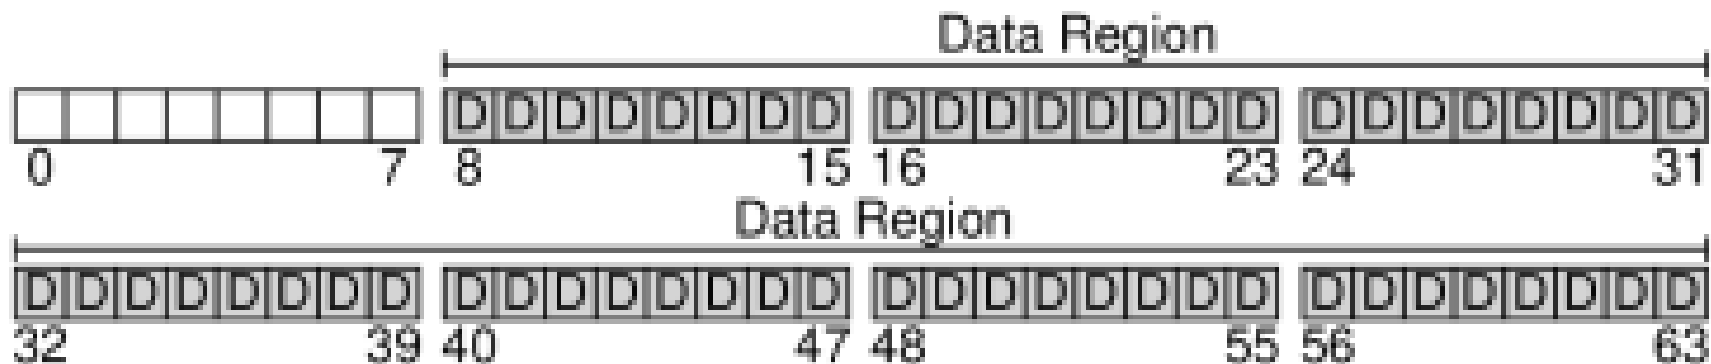 Data Region
D D D D D D D D D D D D D D D D D D D D D D D D
0 7 8 15 16 23 24 31
Data Region
D D D D D D D D D D D D D D D D D D D D D D D D D D D D D D D D
32 39 40 47 48 55 56 63